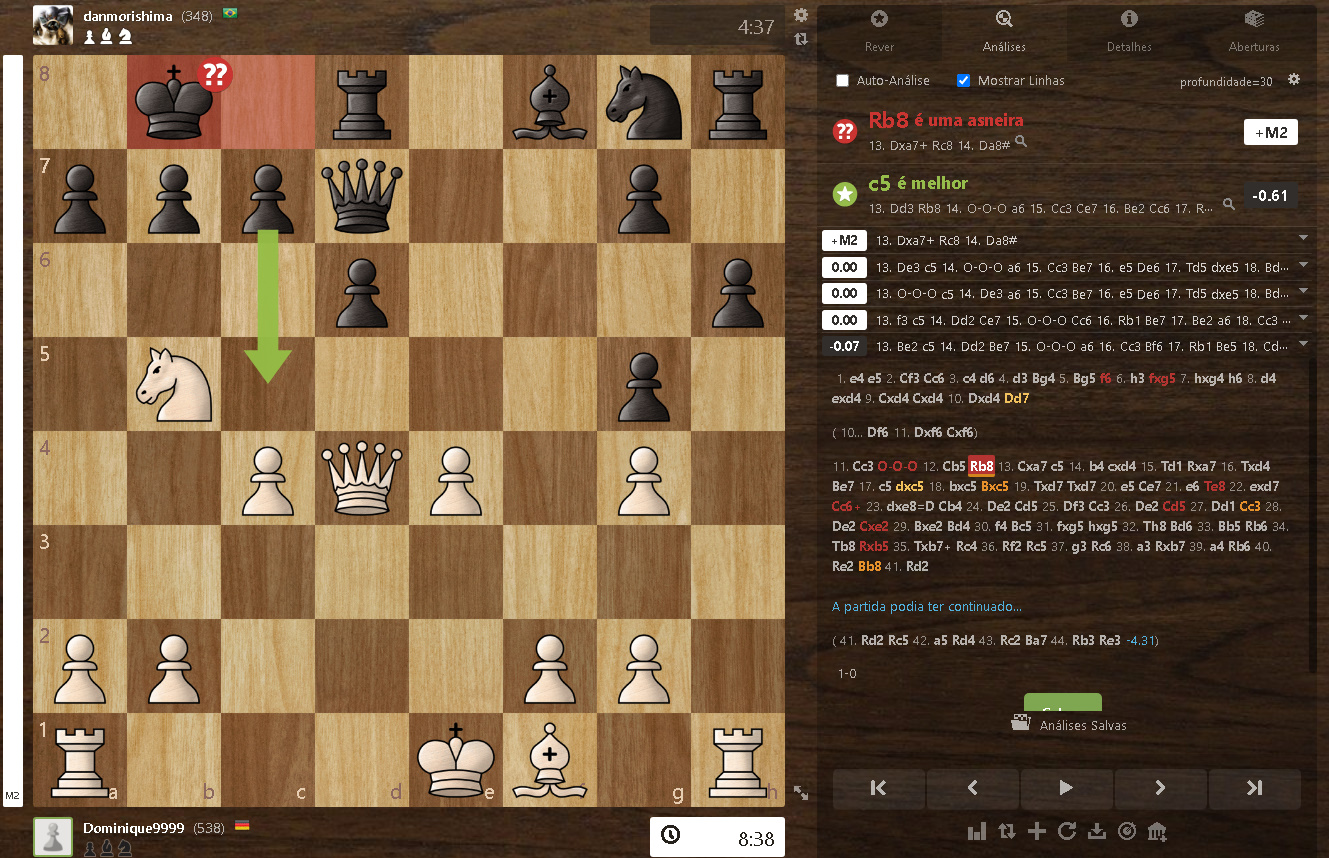 danmorishima (348)
4:37
8
7
6
5
4
3
2
1
a
b
c
d
e
g
h
??
M2
Dominique9999 (538)
8:38
Rever
Análises
Detalhes
Aberturas
Auto-Análise
Mostrar Linhas
profundidade=30
?? Rb8 é uma asneira
+M2
13. Dxa7+ Rc8 14. Da8#
c5 é melhor
-0.61
13. Dd3 Rb8 14. O-O-O a6 15. Cc3 Ce7 16. Be2 Cc6 17. R...
+M2 13. Dxa7+ Rc8 14. Da8#
0.00 13. De3 c5 14. O-O-O a6 15. Cc3 Be7 16. e5 De6 17. Td5 dxe5 18. Bd...
0.00 13. O-O-O c5 14. De3 a6 15. Cc3 Be7 16. e5 De6 17. Td5 dxe5 18. Bd...
0.00 13. f3 c5 14. Dd2 Ce7 15. O-O-O Cc6 16. Rb1 Be7 17. Be2 a6 18. Cc3 ...
-0.07 13. Be2 c5 14. Dd2 Be7 15. O-O-O a6 16. Cc3 Bf6 17. Rb1 Be5 18. Cd...
1. e4 e5 2. Cf3 Cc6 3. c4 d6 4. d3 Bg4 5. Bg5 f6 6. h3 fxg5 7. hxg4 h6 8. d4
exd4 9. Cxd4 Cxd4 10. Dxd4 Dd7
( 10... Df6 11. Dxf6 Cxf6)
11. Cc3 O-O-O 12. Cb5 Rb8 13. Cxa7 c5 14. b4 cxd4 15. Td1 Rxa7 16. Txd4
Be7 17. c5 dxc5 18. bxc5 Bxc5 19. Txd7 Txd7 20. e5 Ce7 21. e6 Te8 22. exd7
Cc6 + 23. dxe8=D Cb4 24. De2 Cd5 25. Df3 Cc3 26. De2 Cd5 27. Dd1 Cc3 28.
De2 Cxe2 29. Bxe2 Bd4 30. f4 Bc5 31. fxg5 hxg5 32. Th8 Bd6 33. Bb5 Rb6 34.
Tb8 Rxb5 35. Txb7+ Rc4 36. Rf2 Rc5 37. g3 Rc6 38. a3 Rxb7 39. a4 Rb6 40.
Re2 Bb8 41. Rd2
A partida podia ter continuado...
( 41. Rd2 Rc5 42. a5 Rd4 43. Rc2 Ba7 44. Rb3 Re3 -4.31)
1-0
Análises Salvas